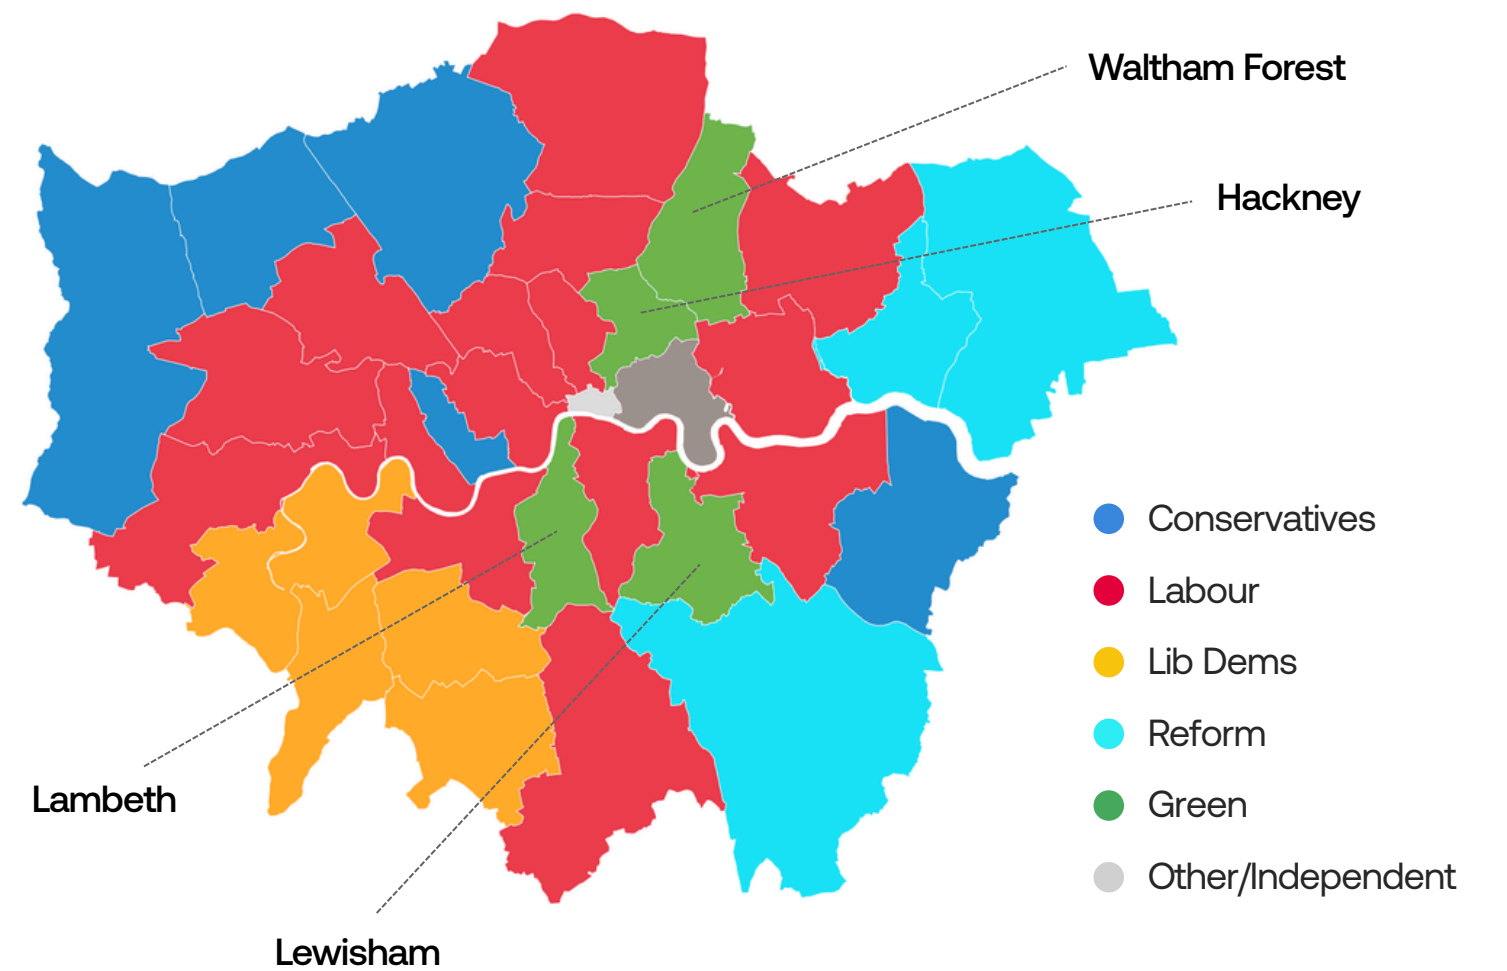 Waltham Forest
Hackney
Conservatives
Labour
Lib Dems
Reform
Green
Other/Independent
Lambeth
Lewisham